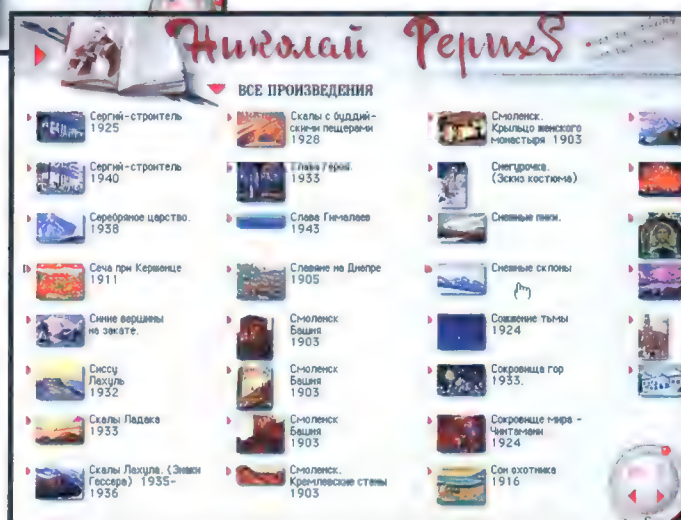 Николай Рерихъ
ВСЕ ПРОИЗВЕДЕНИЯ
Сергий-строитель
1925
Сергий-строитель
1940
Серебряное царство.
1938
Сеча при Керженце
1911
Синие вершины
на закате.
Сиссу
Лахуль
1932
Скалы Ладака
1933
Скалы Лахула. (Знаки
Гессера) 1935-
1936
Скалы с буддий-
скими пещерами
1928
1933
Слава Гималаев
1943
Славяне на Днепре
1905
Смоленск
Башня
1903
Смоленск
Башня
1903
Смоленск
Башня
1903
Смоленск.
Кремлевские стены
1903
Смоленск.
Крыльцо женского
монастыря 1903
Снегурочка.
(Эскиз костюма)
Снежные пики.
Снежные склоны
Сожжение тьмы
1924
Сокровища гор
1933.
Сокровище мира -
Чинтамани
1924
Сон охотника
1916